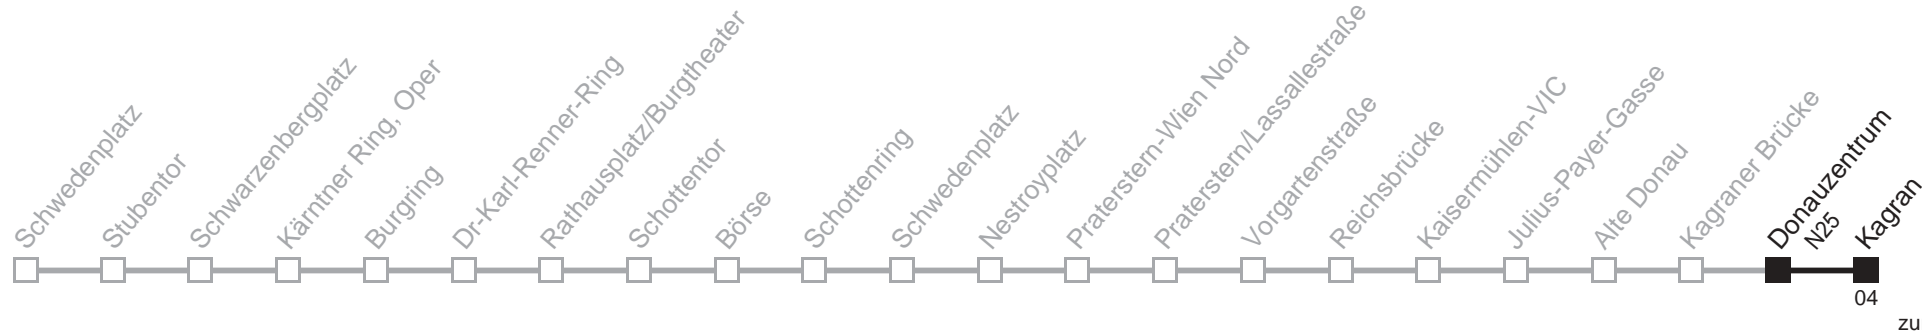 Schwedenplatz
Stubentor
Schwarzenbergplatz
Kärntner Ring, Oper
Burgring
Dr-Karl-Renner-Ring
Rathausplatz/Burgtheater
Schottentor
Börse
Schottenring
Schwedenplatz
Nestroyplatz
Praterstern-Wien Nord
Praterstern/Lassallestraße
Vorgartenstraße
Reichsbrücke
Kaisermühlen-VIC
Julius-Payer-Gasse
Alte Donau
Kagraner Brücke
Donauzentrum
N25
Kagran
04
zu